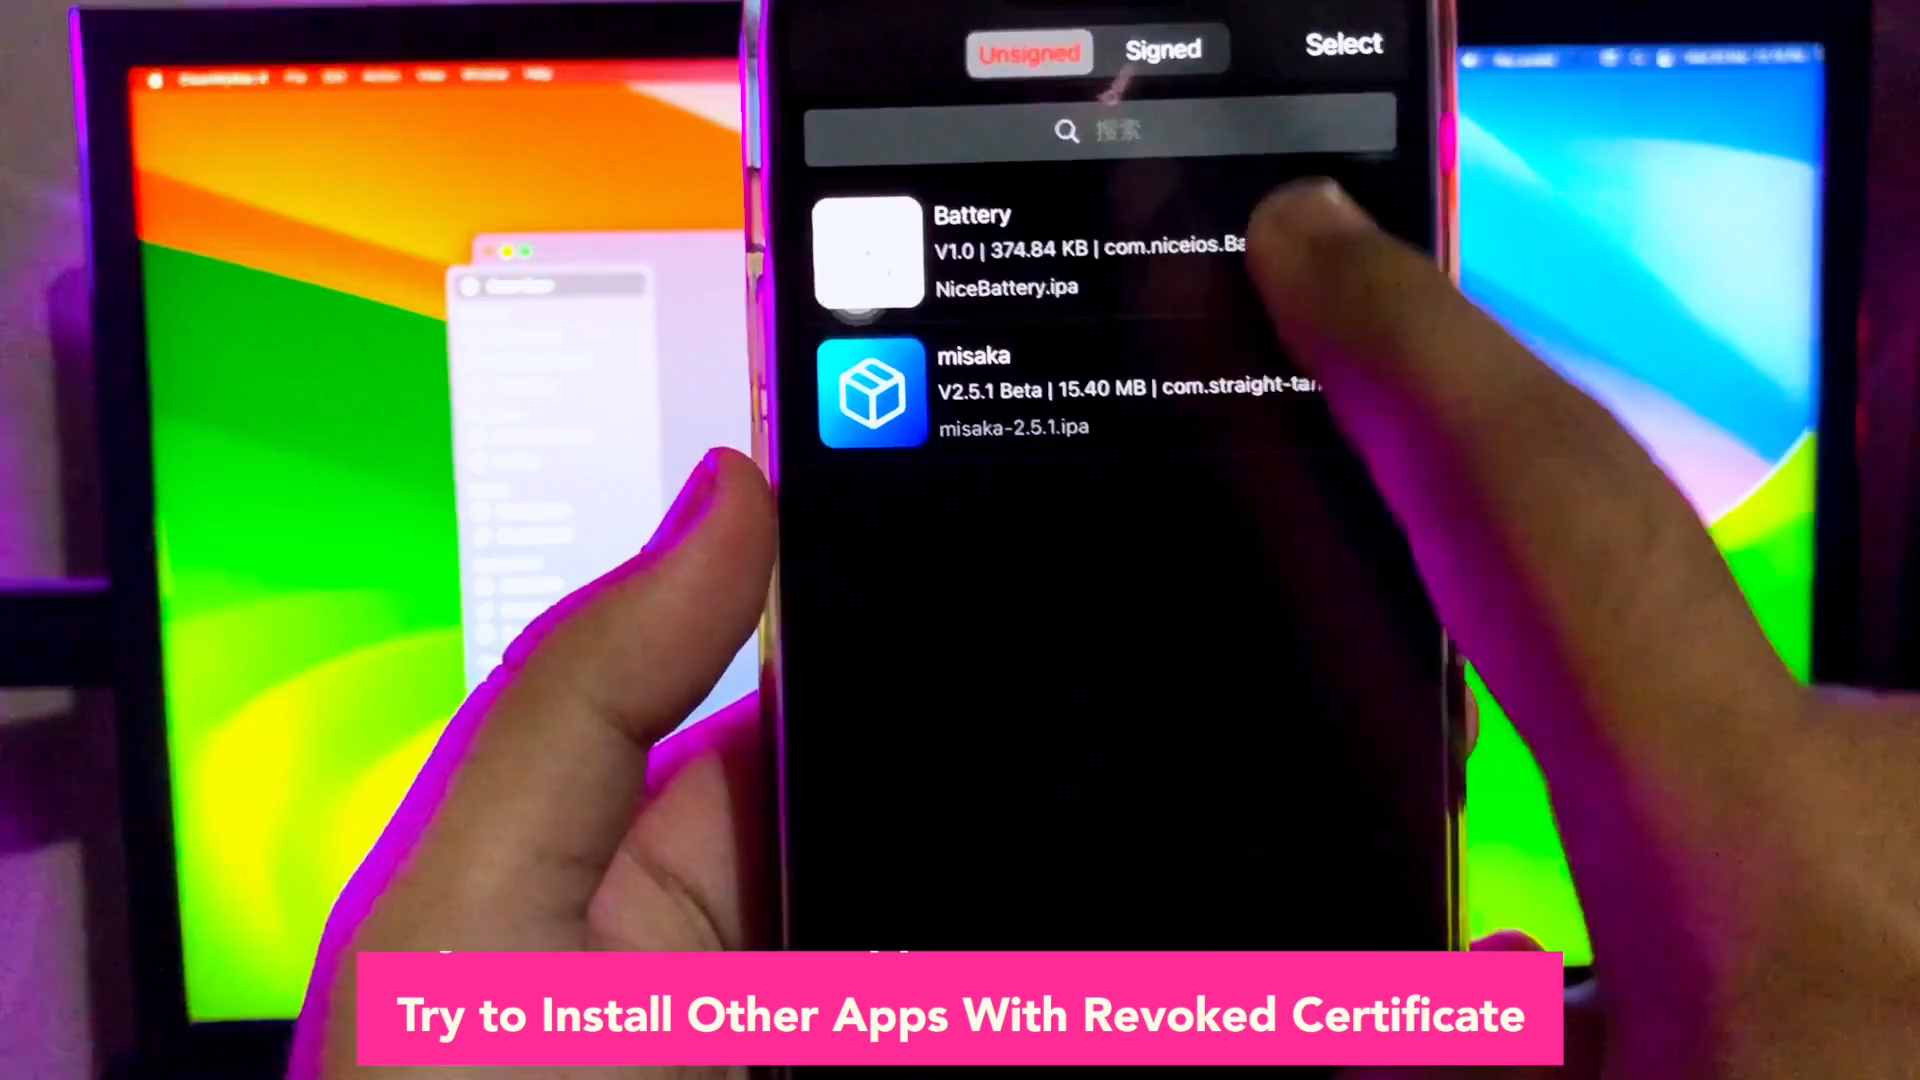 Unsigned
Signed
Select
搜索
Battery
V1.0 | 374.84 KB | com.niceios.Ba
NiceBattery.ipa
misaka
V2.5.1 Beta | 15.40 MB | com.straight-tan
misaka-2.5.1.ipa
Try to Install Other Apps With Revoked Certificate